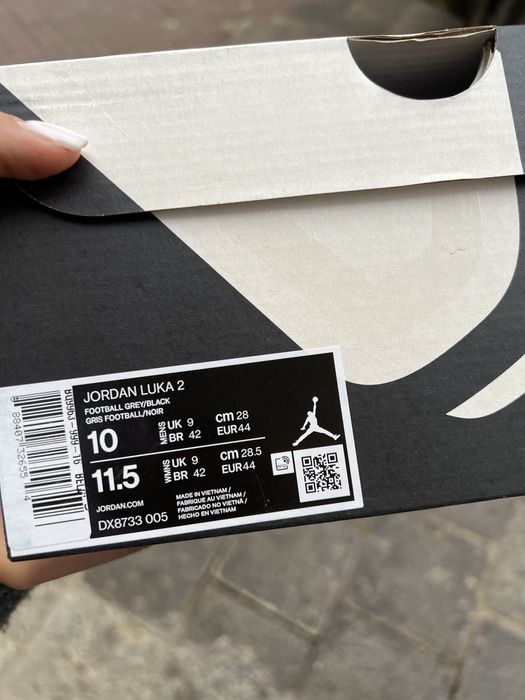 JORDAN LUKA 2
FOOTBALL GREY/BLACK
GRIS FOOTBALL/NOIR
10 MENS UK 9 cm 28
BR 42 EUR44
11.5 WMNS UK 9 cm 28.5
BR 42 EUR44
JORDAN.COM
DX8733 005
MADE IN VIETNAM /
FABRIQUE AU VIETNAM /
FABRICADO NO VIETNÃ /
HECHO EN VIETNAM